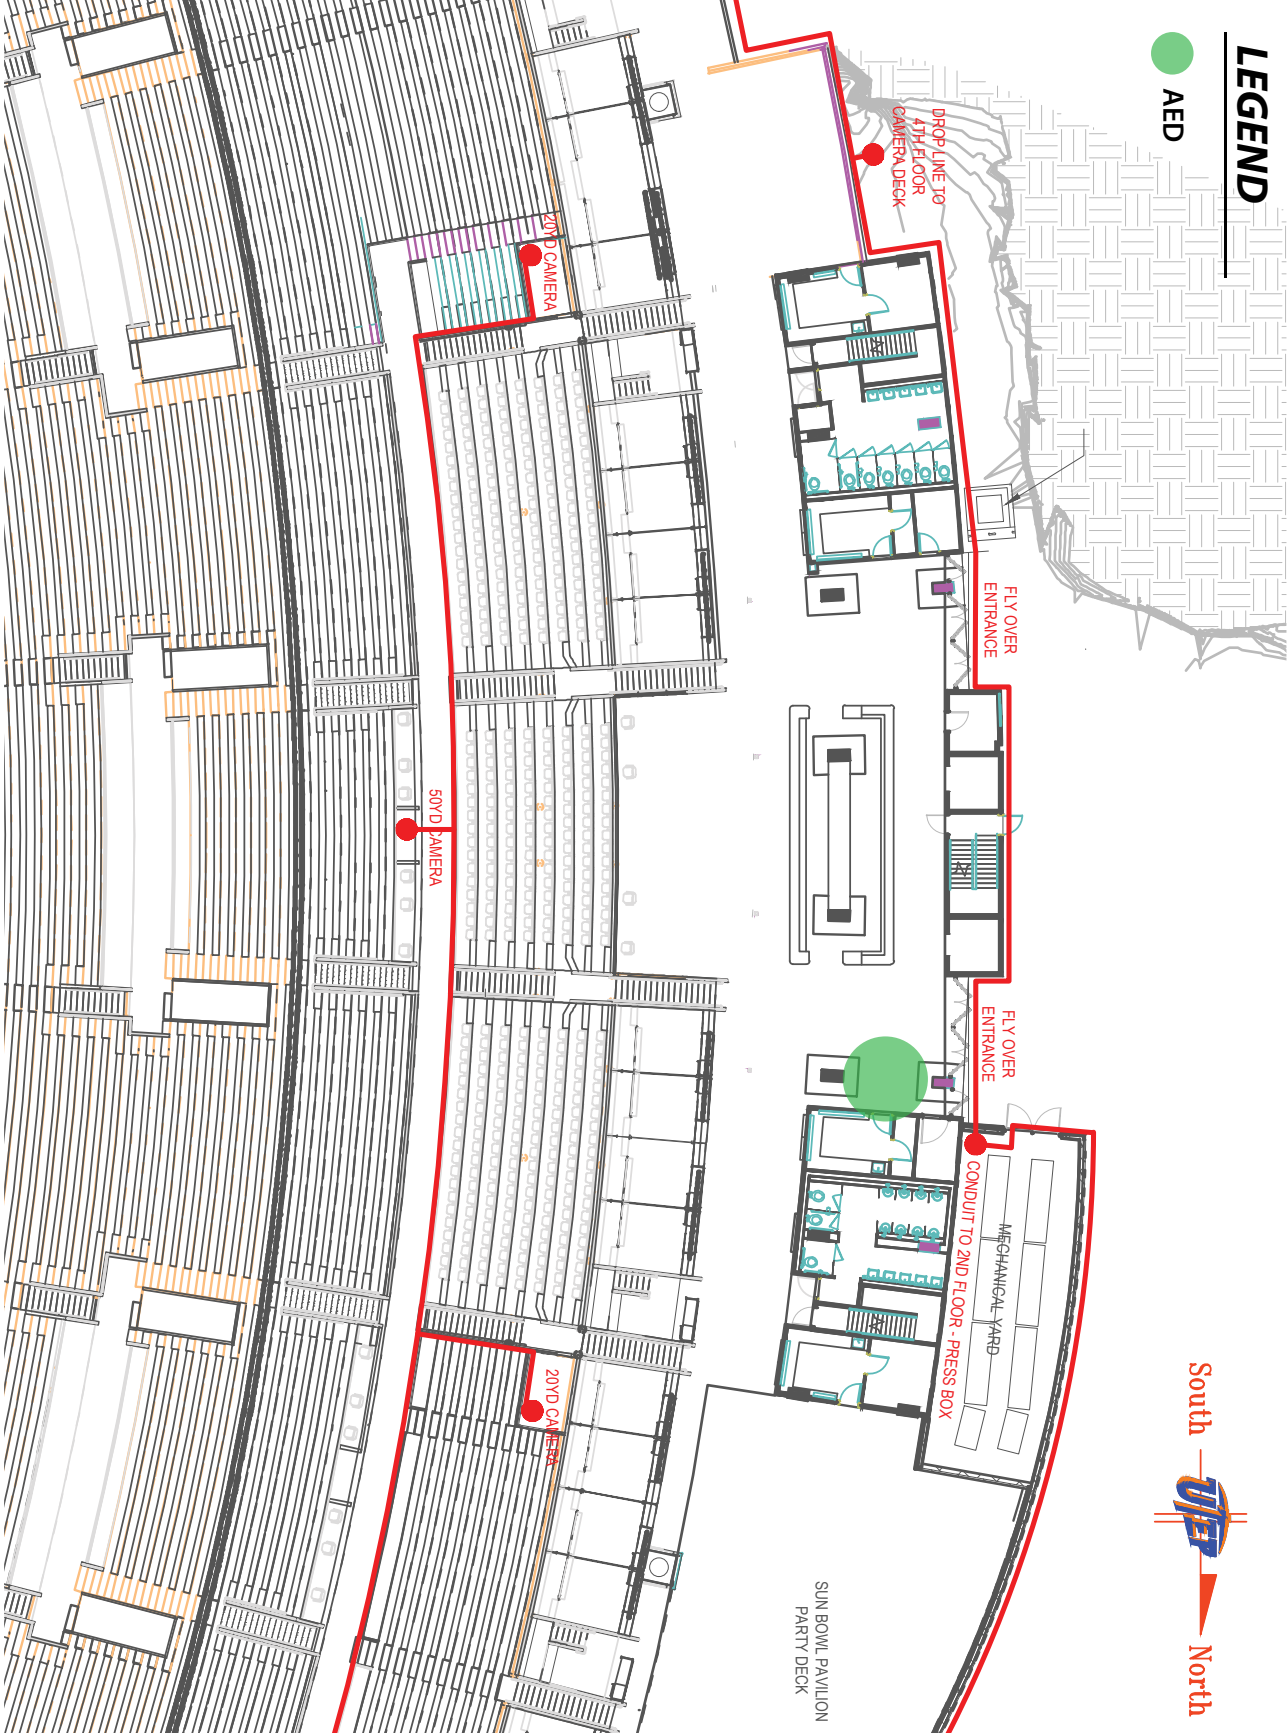 LEGEND
AED
DROP LINE TO
4TH FLOOR
CAMERA DECK
20YD CAMERA
FLY OVER
ENTRANCE
50YD CAMERA
FLY OVER
ENTRANCE
CONDUIT TO 2ND FLOOR - PRESS BOX
MECHANICAL YARD
20YD CAMERA
SUN BOWL PAVILION
PARTY DECK
South
UTEP
North